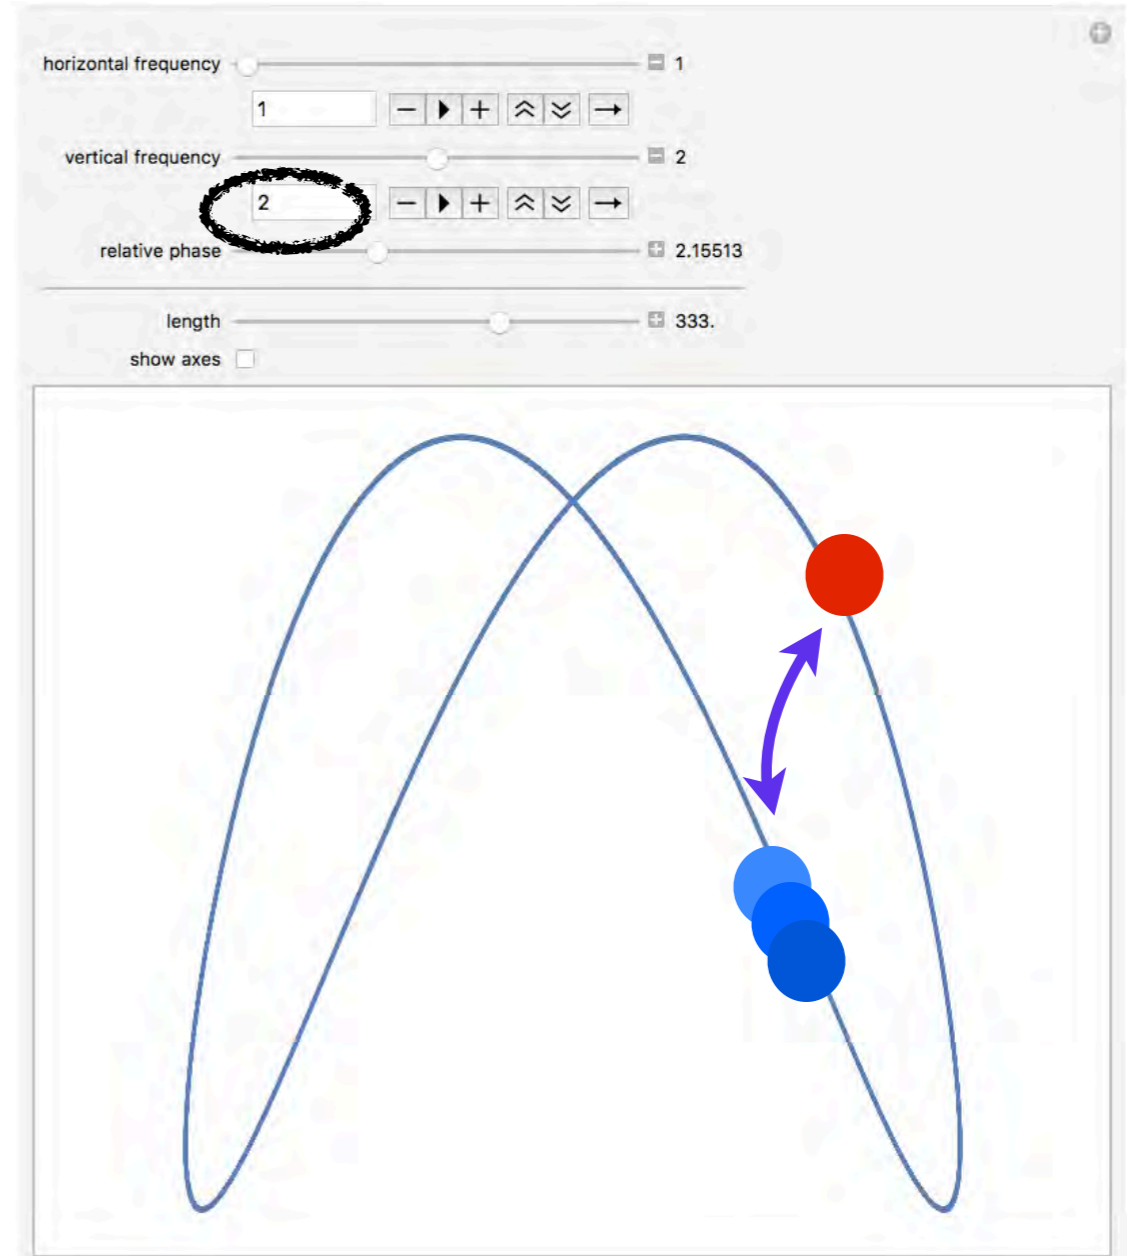 horizontal frequency 1
1
vertical frequency 2
2
relative phase 2.15513
length 333.
show axes